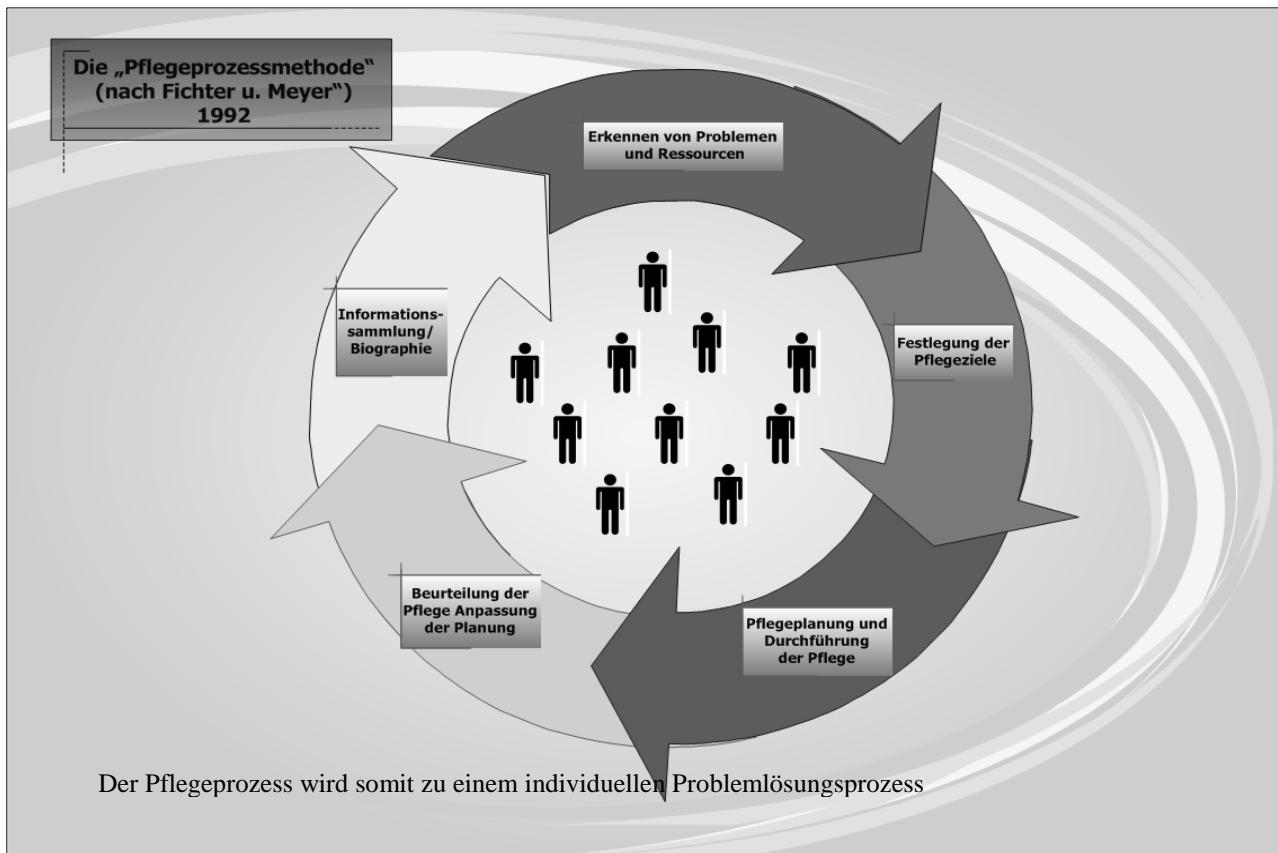 Die „Pflegeprozessmethode“
(nach Fichter u. Meyer“)
1992
Erkennen von Problemen
und Ressourcen
Informations-
sammlung/
Biographie
Festlegung der
Pflegeziele
Beurteilung der
Pflege Anpassung
der Planung
Pflegeplanung und
Durchführung
der Pflege
Der Pflegeprozess wird somit zu einem individuellen Problemlösungsprozess